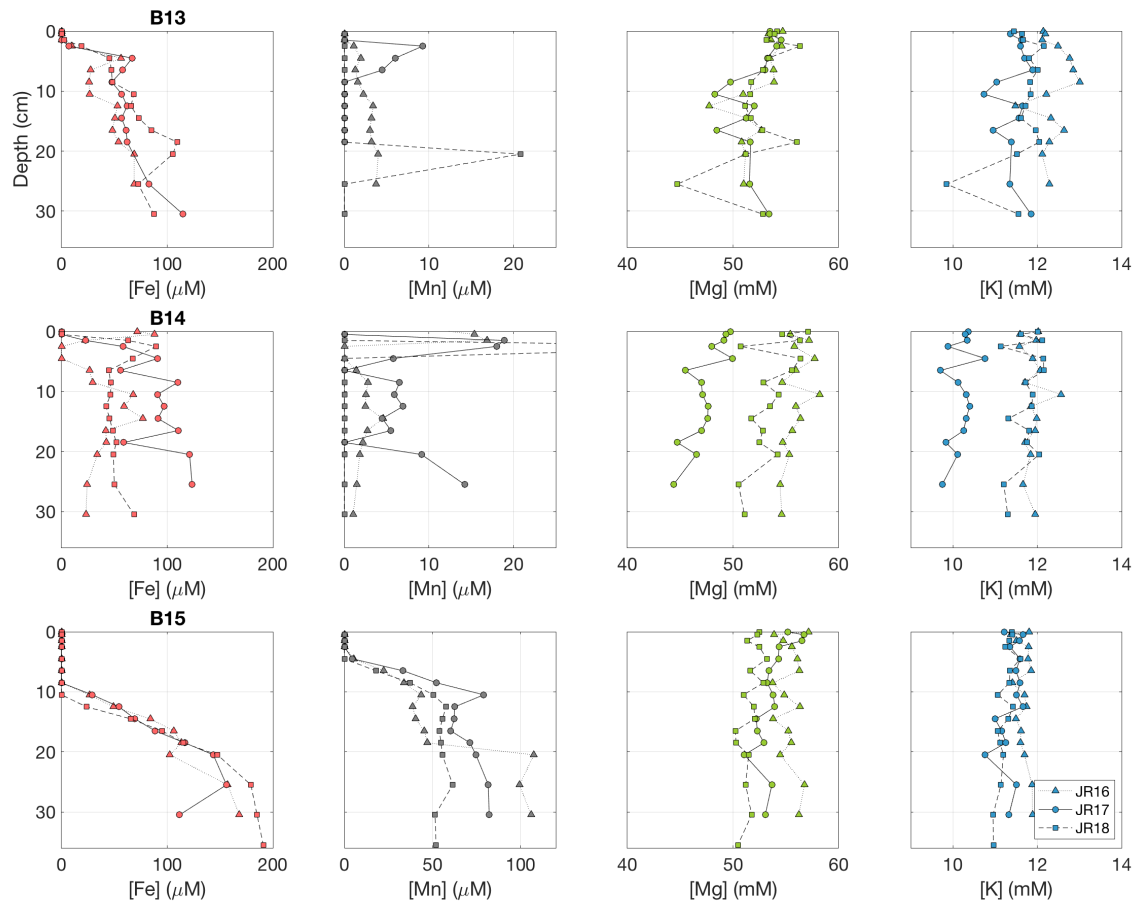 B13
0
10
20
30
Depth (cm)
0 100 200
[Fe] (μM)
0 10 20
[Mn] (μM)
40 50 60
[Mg] (mM)
10 12 14
[K] (mM)
B14
0
10
20
30
0 100 200
[Fe] (μM)
0 10 20
[Mn] (μM)
40 50 60
[Mg] (mM)
10 12 14
[K] (mM)
B15
0
10
20
30
0 100 200
[Fe] (μM)
0 50 100
[Mn] (μM)
40 50 60
[Mg] (mM)
10 12 14
[K] (mM)
JR16
JR17
JR18